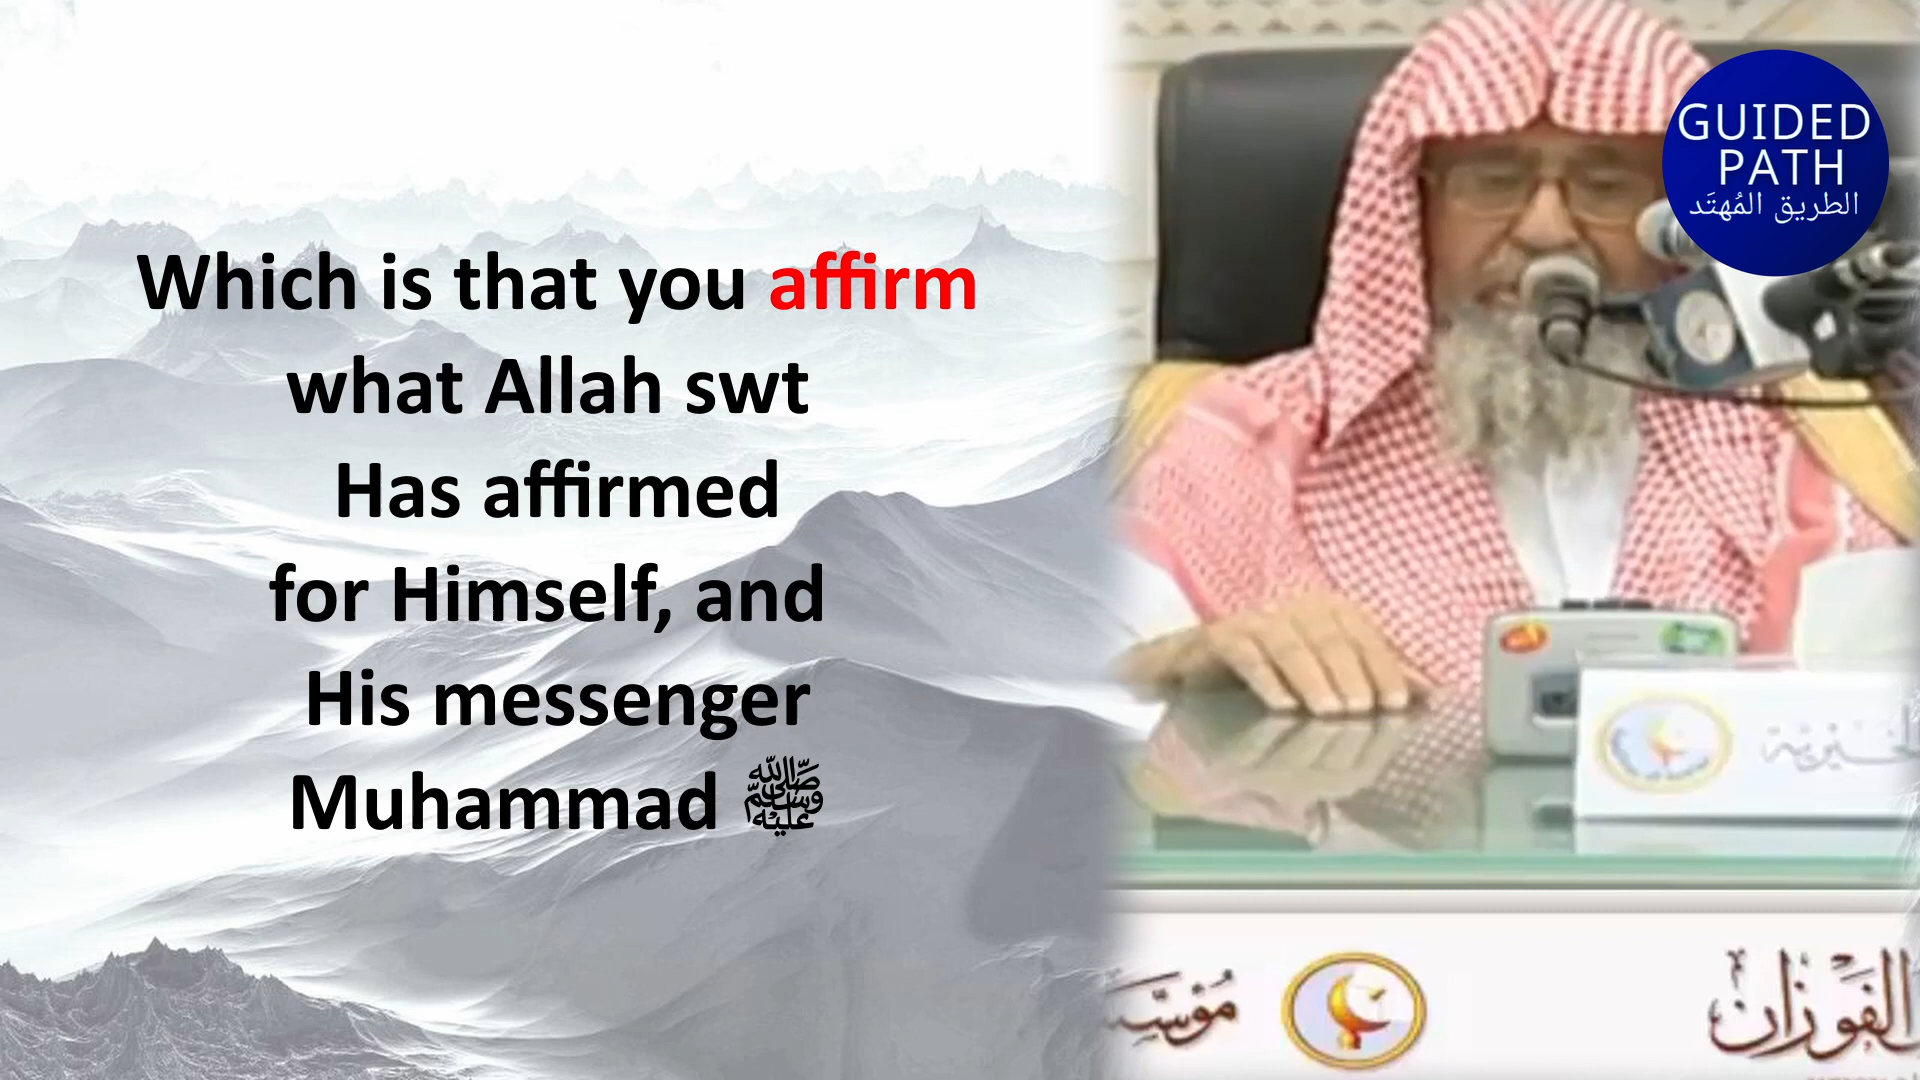 Which is that you affirm
what Allah swt
Has affirmed
for Himself, and
His messenger
Muhammad ﷺ
GUIDED
PATH
الطريق المُهتَد
الخيرية
الفوزان